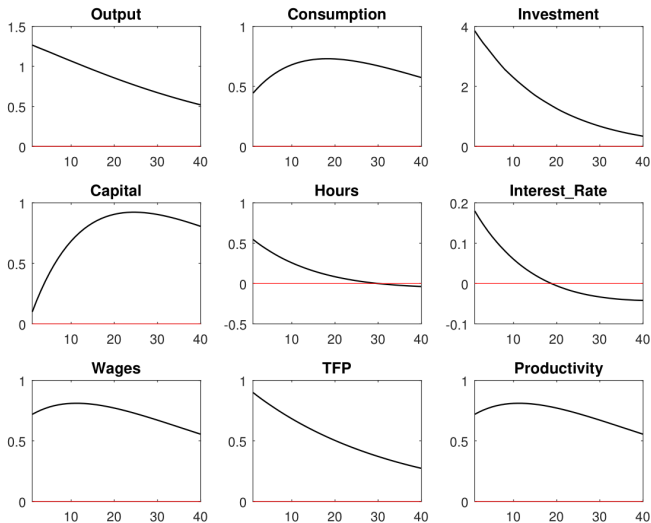 Output Consumption Investment
1.5 1 4
1
0.5 2
0.5
0 0 0
10 20 30 40 10 20 30 40 10 20 30 40
Capital Hours Interest_Rate
1 1 0.2
0.5 0.1
0.5
0 0
0 -0.5 -0.1
10 20 30 40 10 20 30 40 10 20 30 40
Wages TFP Productivity
1 1 1
0.5 0.5 0.5
0 0 0
10 20 30 40 10 20 30 40 10 20 30 40